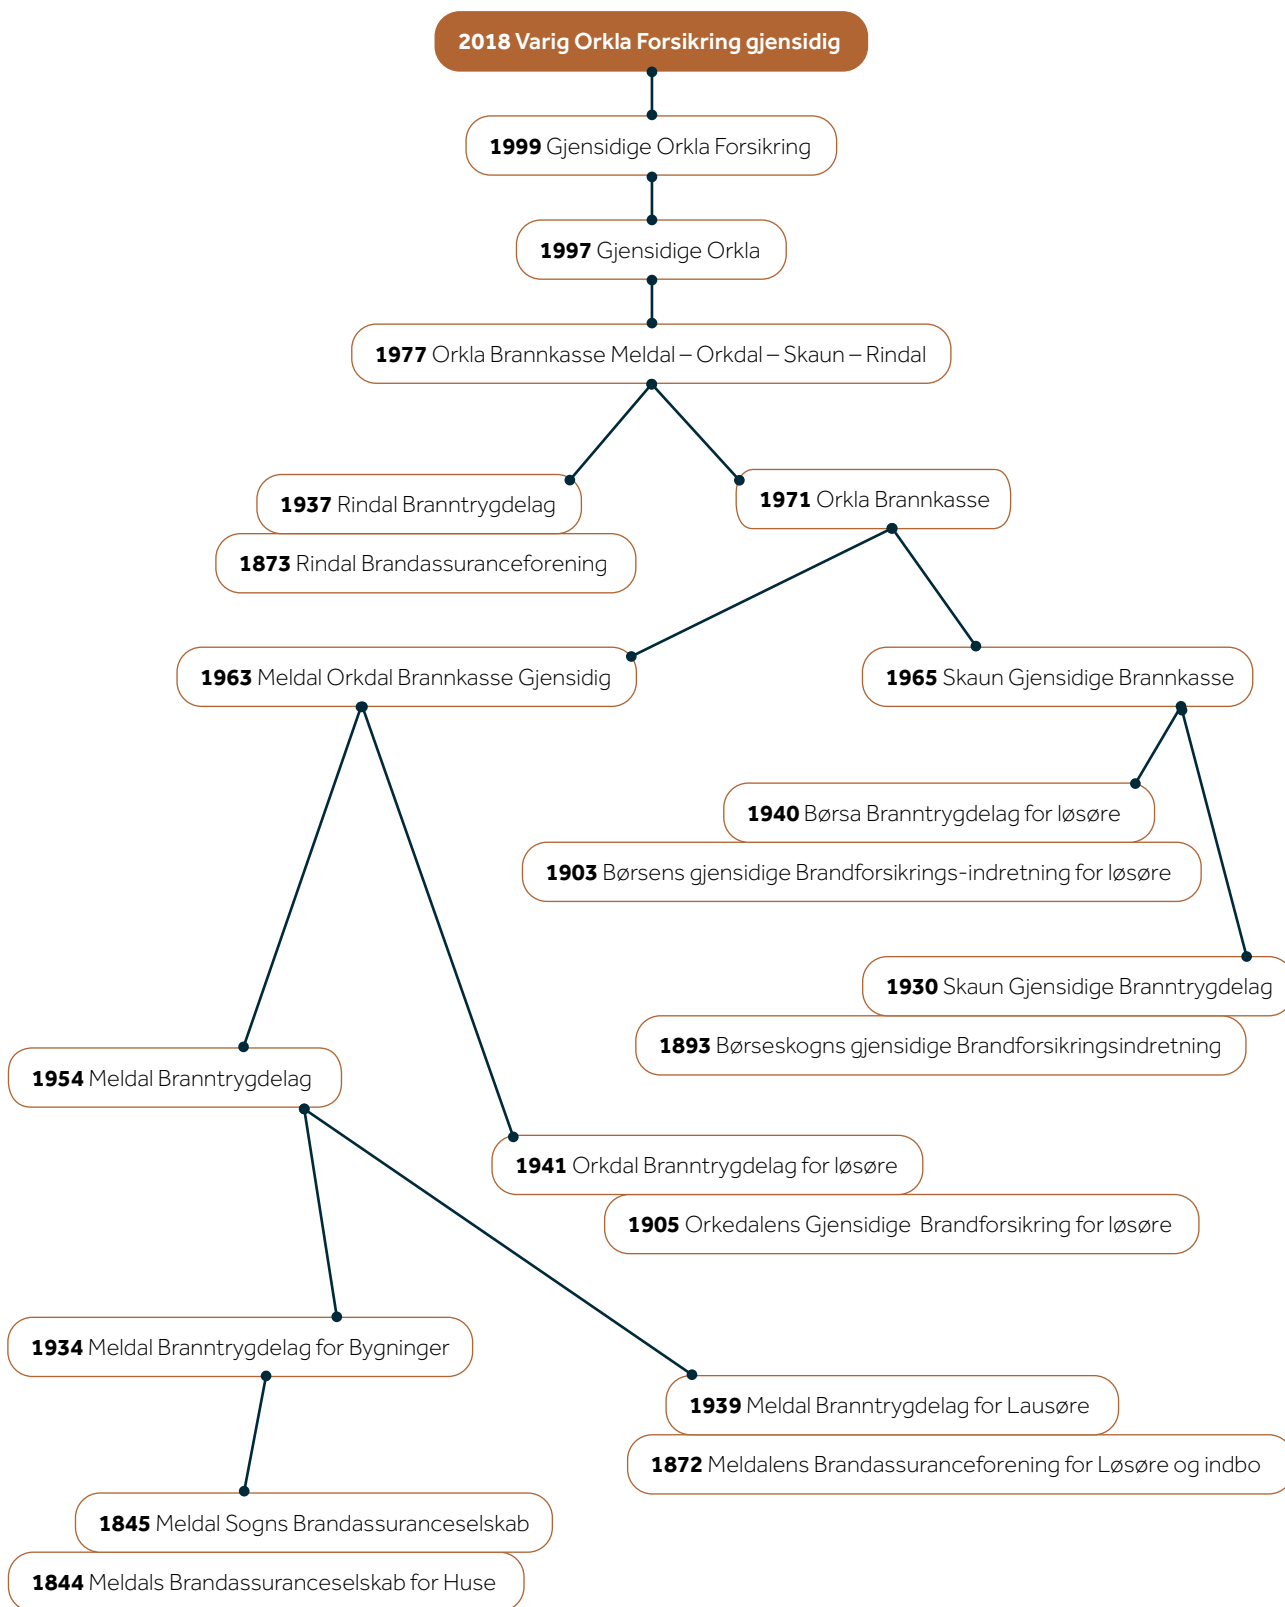 2018 Varig Orkla Forsikring gjensidig
1999 Gjensidige Orkla Forsikring
1997 Gjensidige Orkla
1977 Orkla Brannkasse Meldal – Orkdal – Skaun – Rindal
1937 Rindal Branntrygdelag
1971 Orkla Brannkasse
1873 Rindal Brandassuranceforening
1963 Meldal Orkdal Brannkasse Gjensidig
1965 Skaun Gjensidige Brannkasse
1940 Børsa Branntrygdelag for løsøre
1903 Børsens gjensidige Brandforsikrings-indretning for løsøre
1930 Skaun Gjensidige Branntrygdelag
1893 Børseskogns gjensidige Brandforsikringsindretning
1954 Meldal Branntrygdelag
1941 Orkdal Branntrygdelag for løsøre
1905 Orkedalens Gjensidige Brandforsikring for løsøre
1934 Meldal Branntrygdelag for Bygninger
1939 Meldal Branntrygdelag for Lausøre
1872 Meldalens Brandassuranceforening for Løsøre og indbo
1845 Meldal Sogns Brandassuranceselskab
1844 Meldals Brandassuranceselskab for Huse